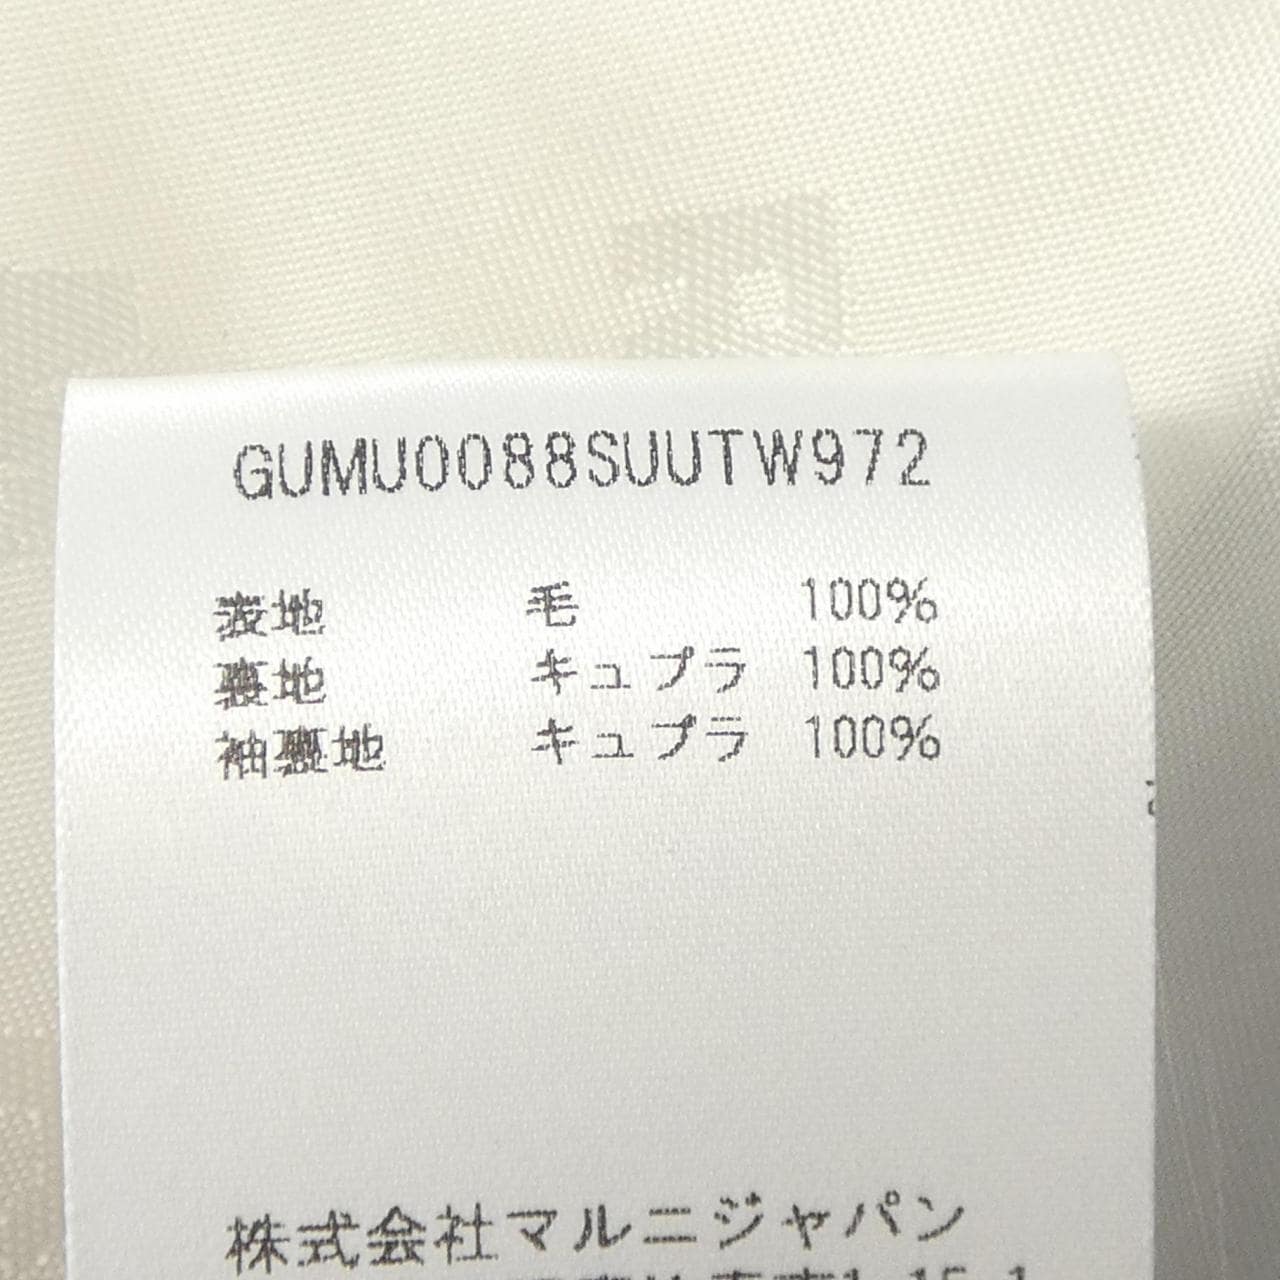 GUMU0088SUUTW972
表地 毛 100%
裏地 キュプラ 100%
袖裏地 キュプラ 100%
株式会社マルニジャパン